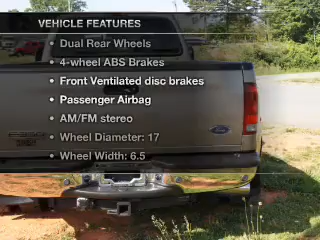 VEHICLE FEATURES
• Dual Rear Wheels
• 4-wheel ABS Brakes
• Front Ventilated disc brakes
• Passenger Airbag
• AM/FM stereo
• Wheel Diameter: 17
• Wheel Width: 6.5
Ford